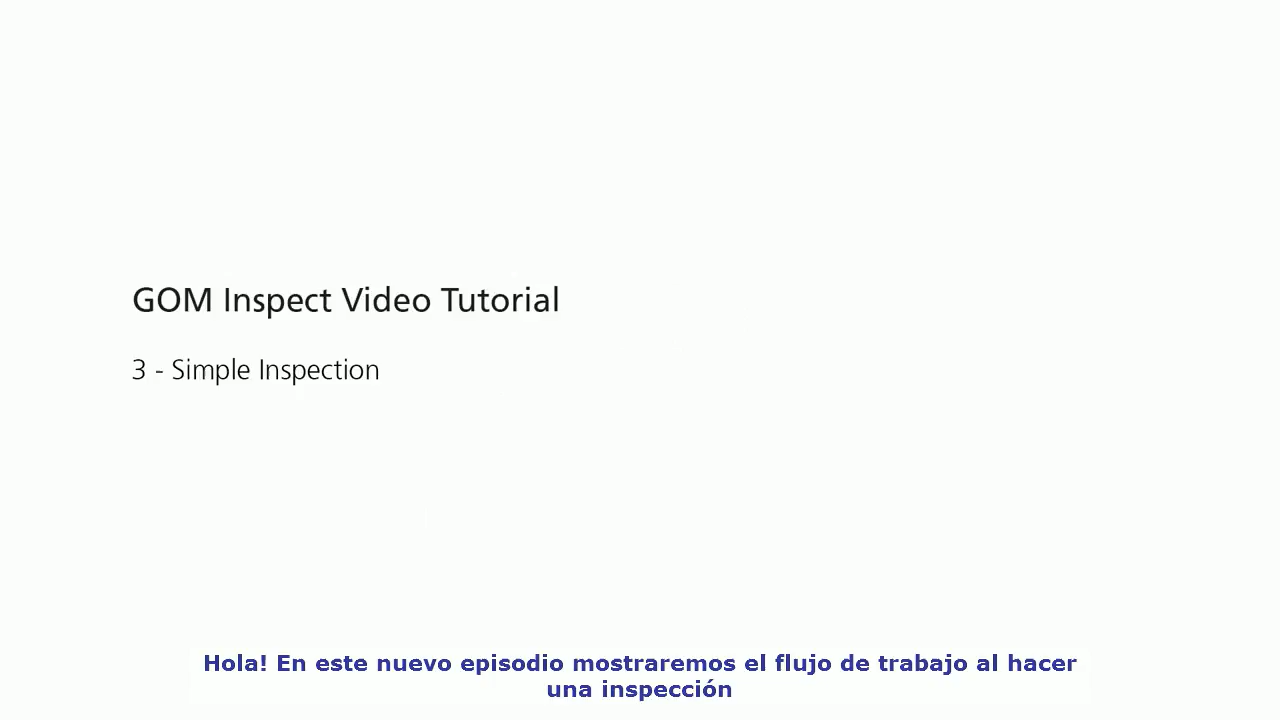 GOM Inspect Video Tutorial
3 - Simple Inspection
Hola! En este nuevo episodio mostraremos el flujo de trabajo al hacer
una inspección